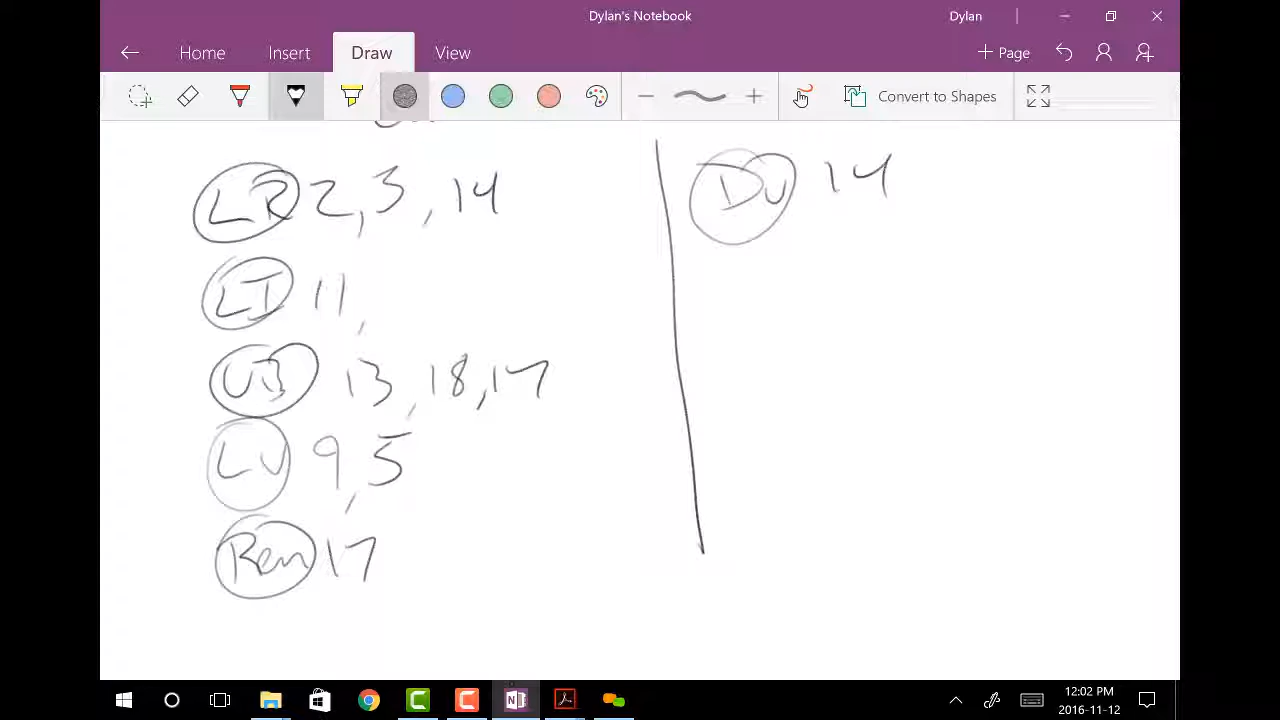 Dylan's Notebook
Dylan
Home Insert Draw View
Page
Convert to Shapes
LR 2, 3, 14
LI 11,
UB 13, 18, 17
LV 9, 5
Rem 17
DU 14
12:02 PM
2016-11-12